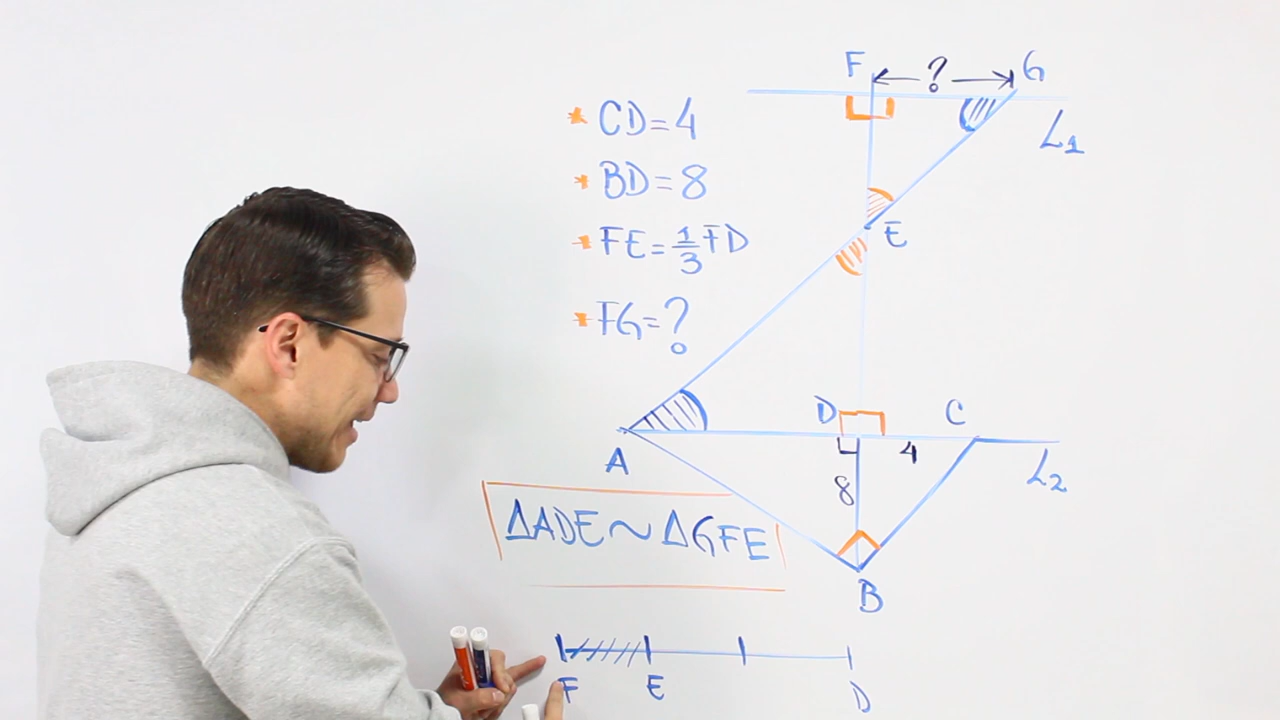 * CD=4
* BD=8
* FE=1/3 FD
* FG=?
F ? G
L1
E
D C
A
4
L2
8
ΔADE ~ ΔGFE
B
F E D